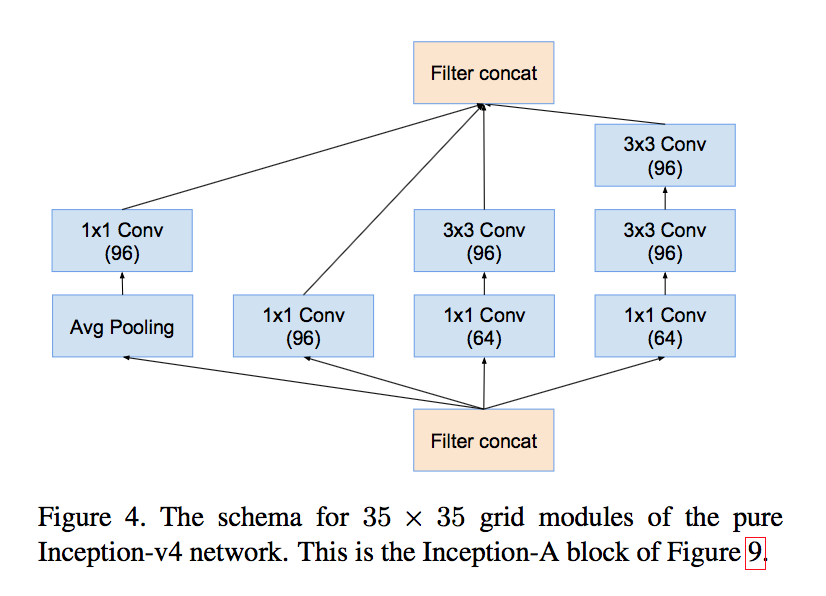 Filter concat
3x3 Conv
(96)
1x1 Conv
(96)
3x3 Conv
(96)
3x3 Conv
(96)
Avg Pooling
1x1 Conv
(96)
1x1 Conv
(64)
1x1 Conv
(64)
Filter concat
Figure 4. The schema for 35 × 35 grid modules of the pure
Inception-v4 network. This is the Inception-A block of Figure 9.